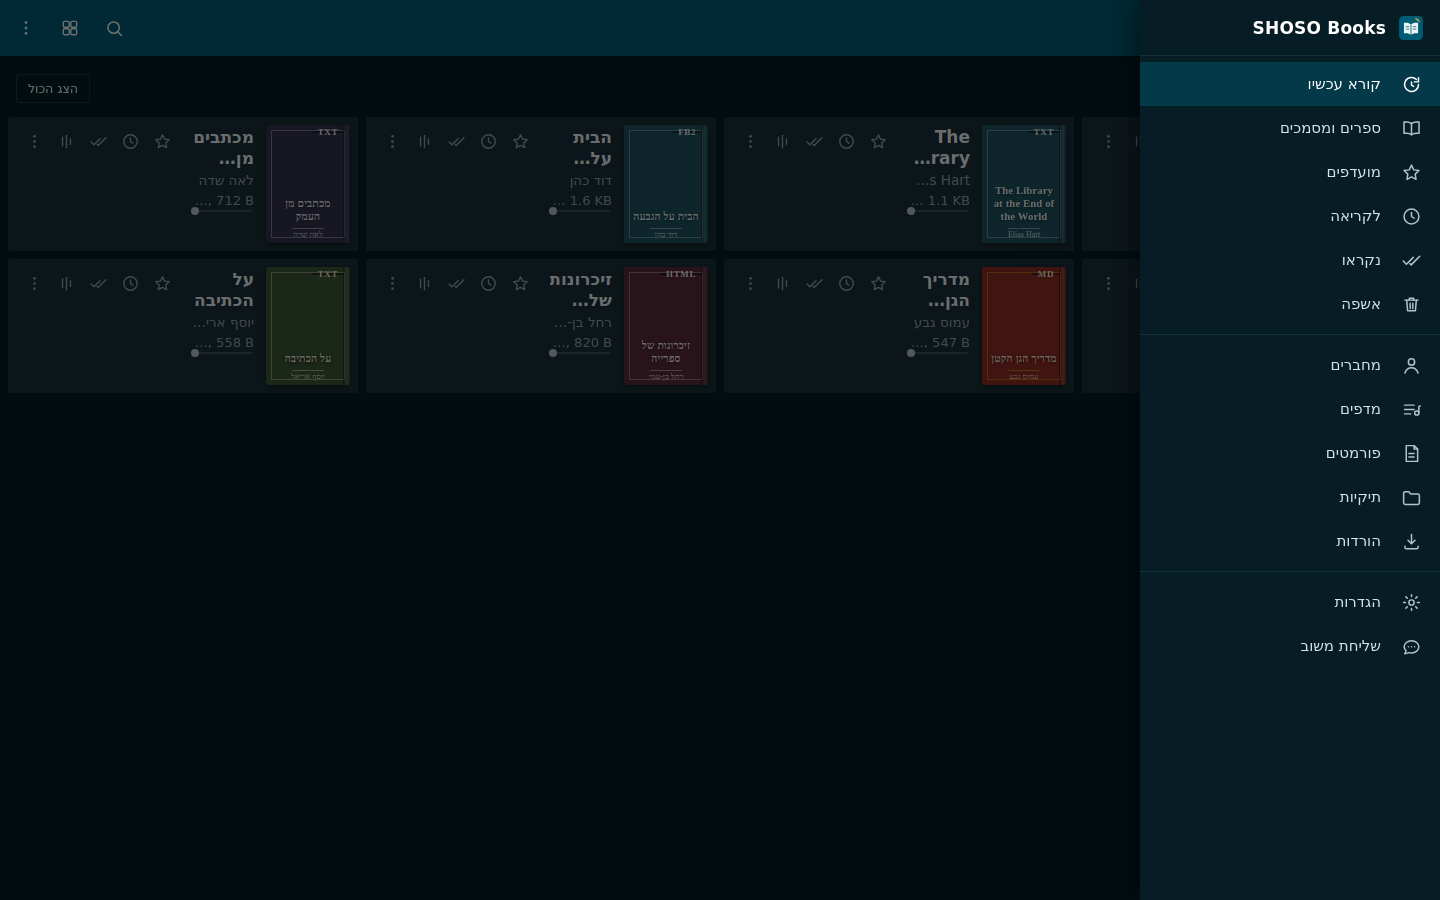 SHOSO Books
קורא עכשיו
ספרים ומסמכים
מועדפים
לקריאה
נקראו
אשפה
מחברים
מדפים
פורמטים
תיקיות
הורדות
הגדרות
שליחת משוב
הצג הכול
TXT
The Library
at the End of
the World
Elias Hart
The
…rary
…s Hart
… 1.1 KB
FB2
הבית על הגבעה
דוד כהן
הבית
על…
דוד כהן
… 1.6 KB
TXT
מכתבים מן
העמק
לאה שדה
מכתבים
מן…
לאה שדה
…, 712 B
MD
מדריך הגן הקטן
עמוס גבע
מדריך
הגן…
עמוס גבע
…, 547 B
HTML
זיכרונות של
ספרייה
רחל בן-עמי
זיכרונות
של…
רחל בן-…
…, 820 B
TXT
על הכתיבה
יוסף אריאל
על
הכתיבה
יוסף ארי…
…, 558 B